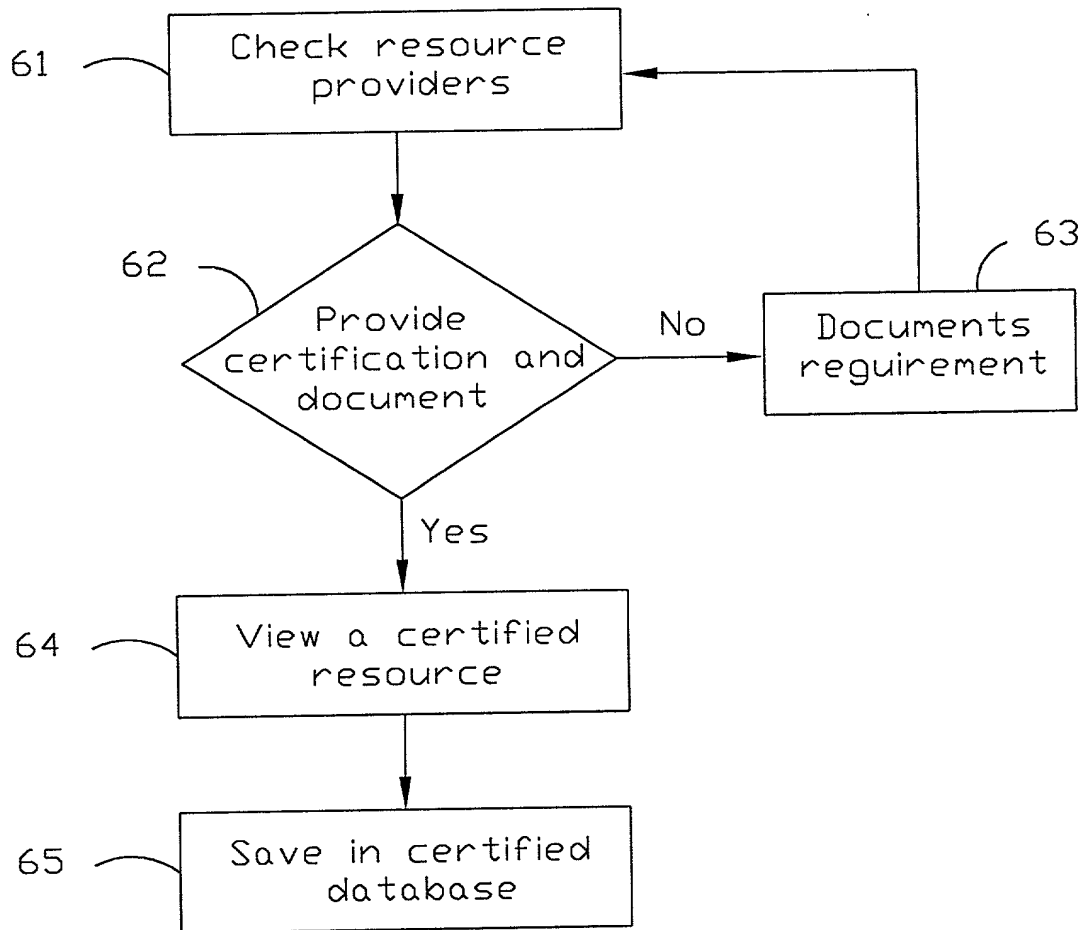 61
Check resource
providers
62
63
Provide
certification and
document
No
Documents
reguirement
Yes
64
View a certified
resource
65
Save in certified
database